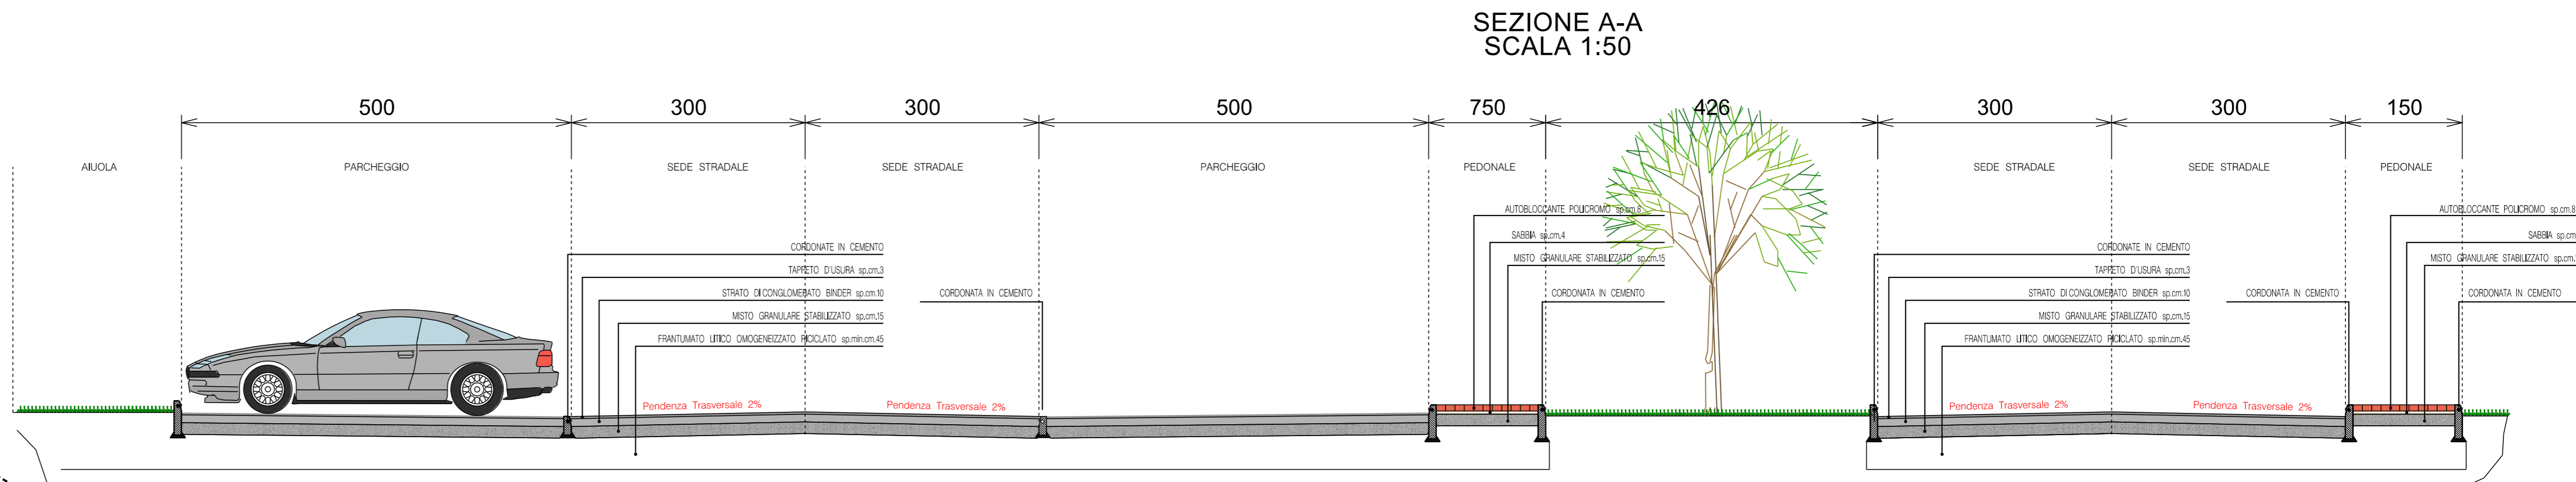 SEZIONE A-A
SCALA 1:50
500 300 300 500 750 426 300 300 150
AIUOLA PARCHEGGIO SEDE STRADALE SEDE STRADALE PARCHEGGIO PEDONALE SEDE STRADALE SEDE STRADALE PEDONALE
CORDONATE IN CEMENTO
TAPPETO D'USURA sp.cm.3
STRATO DI CONGLOMERATO BINDER sp.cm.10
MISTO GRANULARE STABILIZZATO sp.cm.15
FRANTUMATO LITICO OMOGENEIZZATO RICICLATO sp.min.cm.45
CORDONATA IN CEMENTO
AUTOBLOCCANTE POLICROMO sp.cm.8
SABBIA sp.cm.4
MISTO GRANULARE STABILIZZATO sp.cm.15
CORDONATA IN CEMENTO
CORDONATE IN CEMENTO
TAPPETO D'USURA sp.cm.3
STRATO DI CONGLOMERATO BINDER sp.cm.10
MISTO GRANULARE STABILIZZATO sp.cm.15
FRANTUMATO LITICO OMOGENEIZZATO RICICLATO sp.min.cm.45
CORDONATA IN CEMENTO
AUTOBLOCCANTE POLICROMO sp.cm.8
SABBIA sp.cm
MISTO GRANULARE STABILIZZATO sp.cm.
CORDONATA IN CEMENTO
Pendenza Trasversale 2% Pendenza Trasversale 2% Pendenza Trasversale 2% Pendenza Trasversale 2%